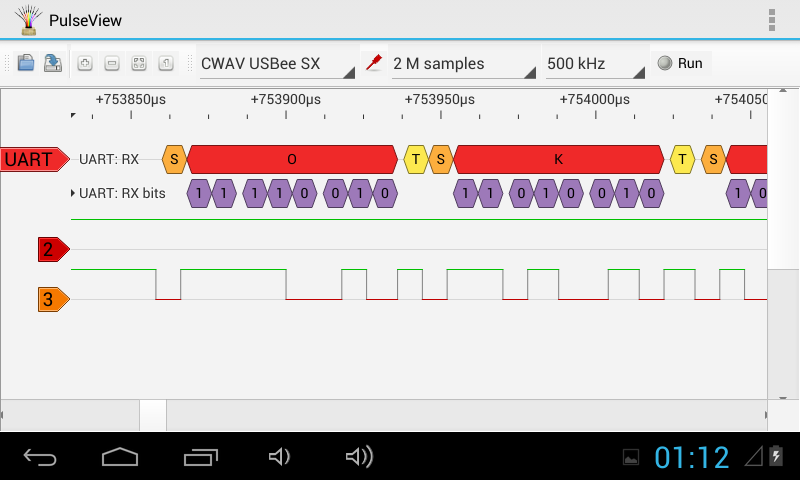 PulseView
CWAV USBee SX 2 M samples 500 kHz Run
+753850µs +753900µs +753950µs +754000µs +754050
UART UART: RX S O T S K T S
UART: RX bits 1 1 1 1 0 0 1 0 1 1 0 1 0 0 1 0 1 0
2
3
01:12